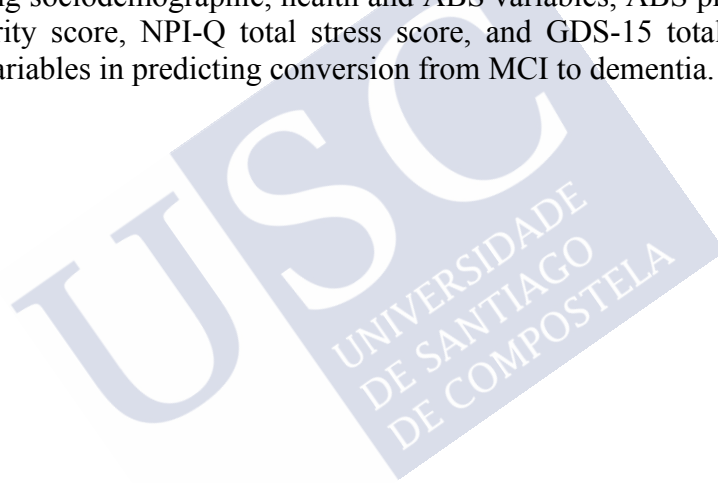 g sociodemographic, health and ABS variables, ABS
rity score, NPI-Q total stress score, and GDS-15 total
ariables in predicting conversion from MCI to dementia.
USC
UNIVERSIDADE
DE SANTIAGO
DE COMPOSTELA